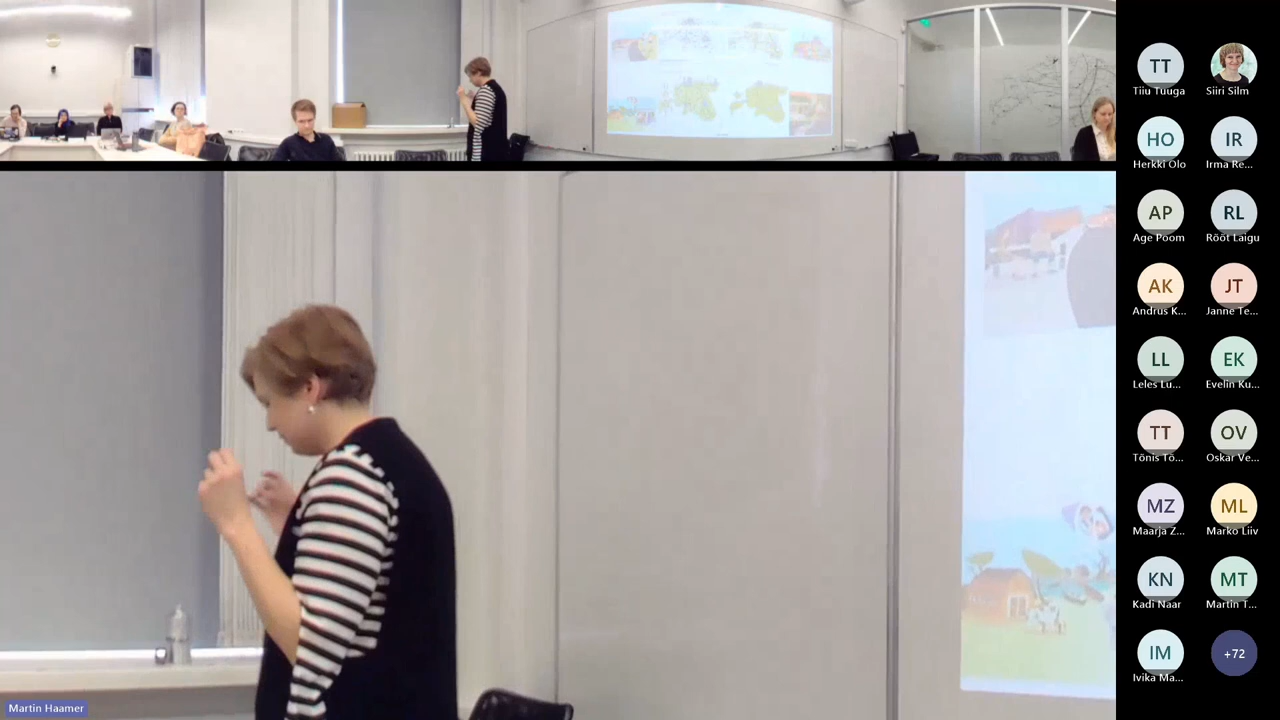 TT
Tiiu Tuuga
Siiri Silm
HO
Herkki Olo
IR
Irma Re...
AP
Age Poom
RL
Rööt Laigu
AK
Andrus K...
JT
Janne Te...
LL
Leles Lu...
EK
Evelin Ku...
TT
Tõnis Tõ...
OV
Oskar Ve...
MZ
Maarja Z...
ML
Marko Liiv
KN
Kadi Naar
MT
Martin T...
IM
Ivika Ma...
+72
Martin Haamer